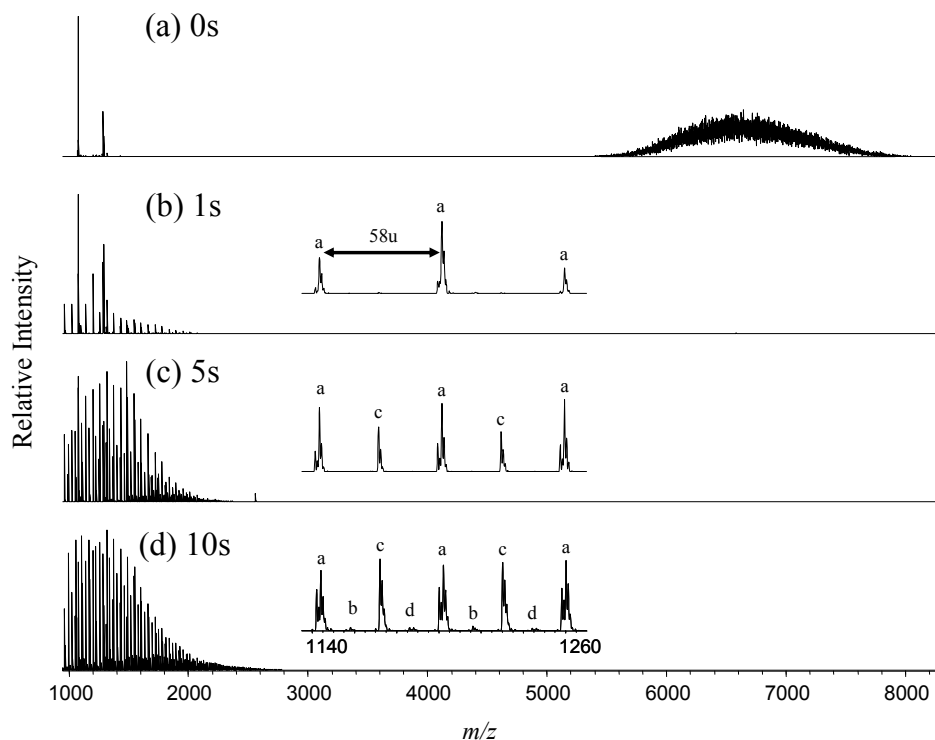 (a) 0s
(b) 1s
a
58u
a
a
(c) 5s
a
c
a
c
a
(d) 10s
a
c
a
c
a
b
d
b
d
1140
1260
Relative Intensity
1000 2000 3000 4000 5000 6000 7000 8000
m/z